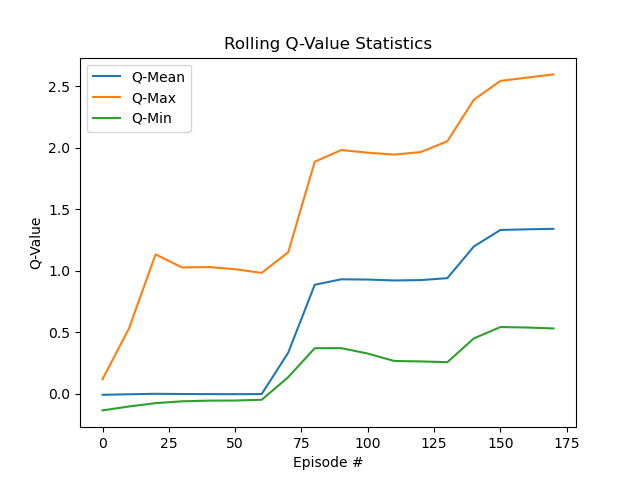 Rolling Q-Value Statistics
Q-Mean
Q-Max
Q-Min
Q-Value
2.5
2.0
1.5
1.0
0.5
0.0
0 25 50 75 100 125 150 175
Episode #